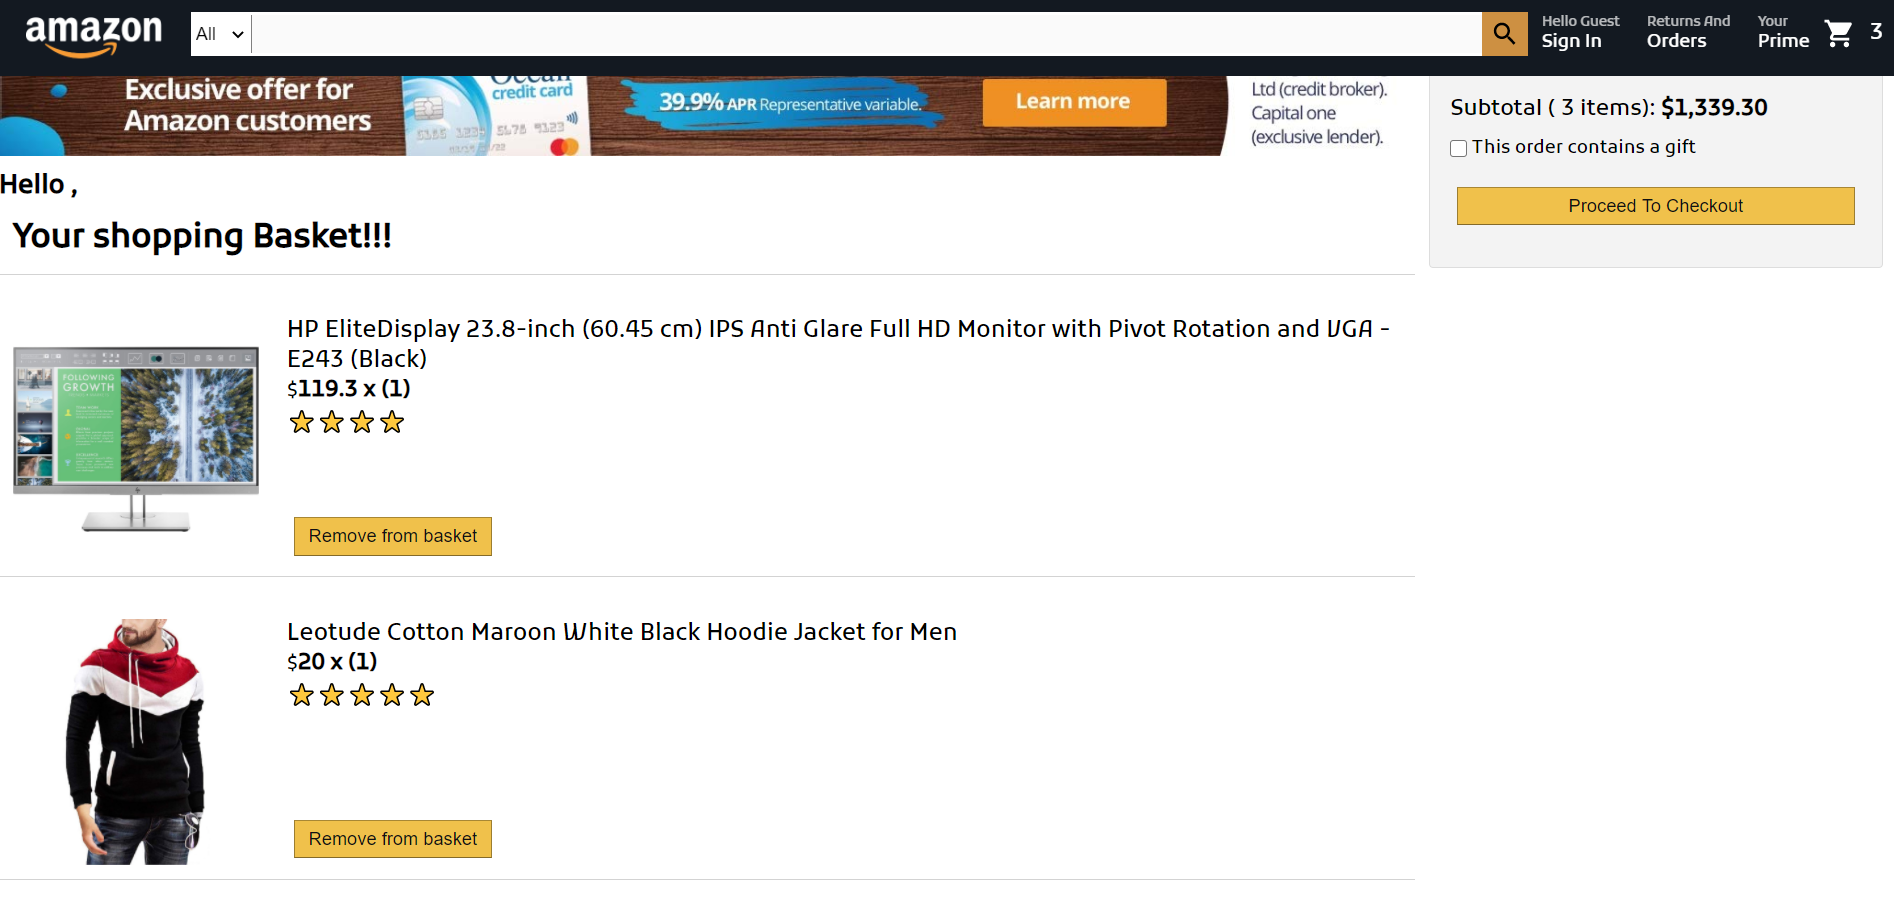 amazon
All
Hello Guest
Sign In
Returns And
Orders
Your
Prime
3
Exclusive offer for
Amazon customers
Ocean
credit card
39.9% APR Representative variable.
Learn more
Ltd (credit broker).
Capital one
(exclusive lender).
Subtotal ( 3 items): $1,339.30
This order contains a gift
Proceed To Checkout
Hello ,
Your shopping Basket!!!
HP EliteDisplay 23.8-inch (60.45 cm) IPS Anti Glare Full HD Monitor with Pivot Rotation and VGA -
E243 (Black)
$119.3 x (1)
FOLLOWING
GROWTH
Remove from basket
Leotude Cotton Maroon White Black Hoodie Jacket for Men
$20 x (1)
Remove from basket